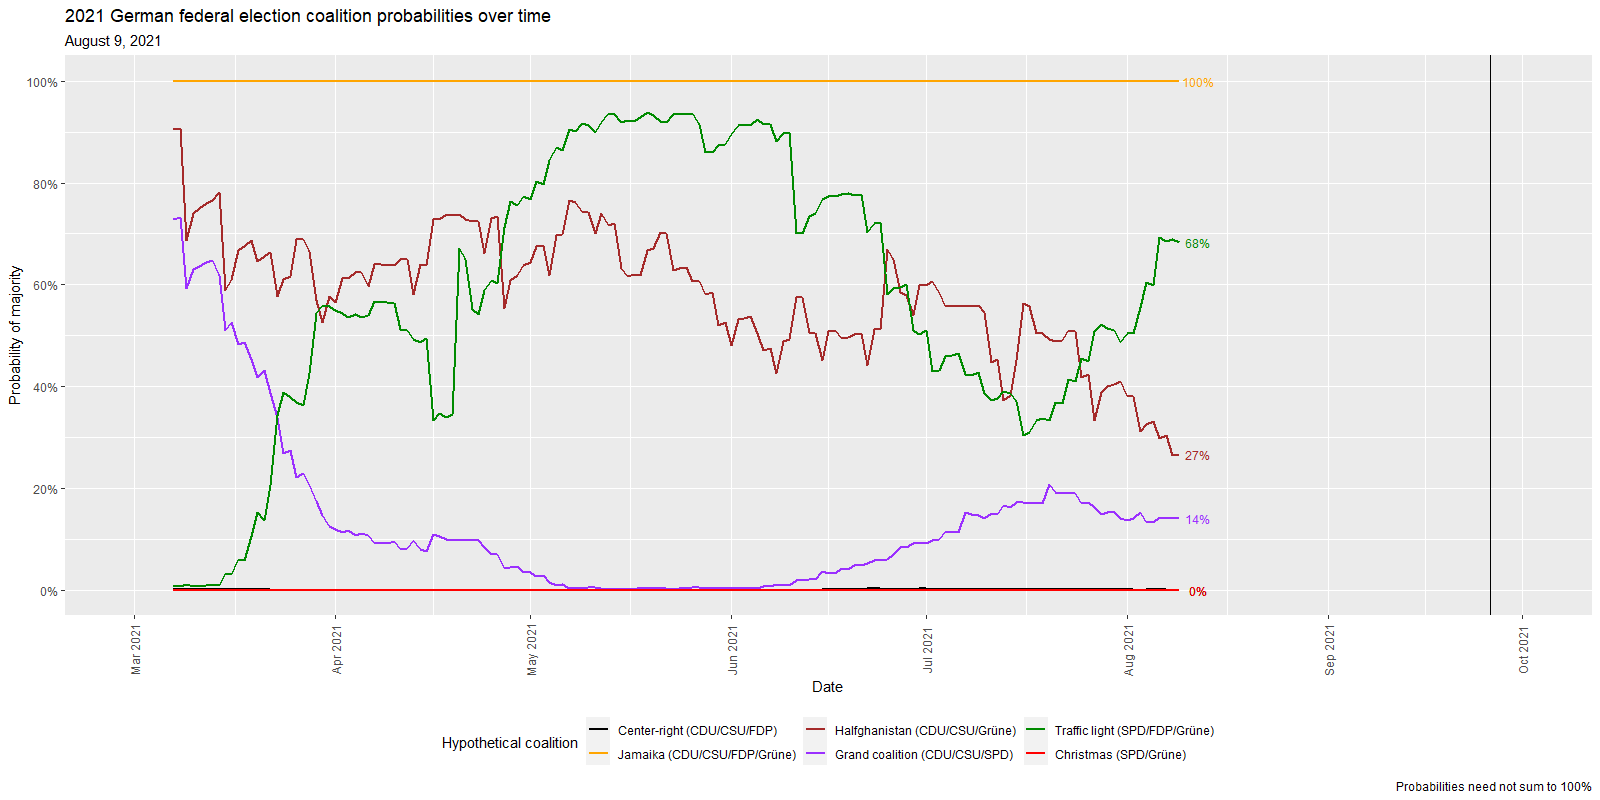 2021 German federal election coalition probabilities over time
August 9, 2021
Probability of majority
100%
80%
60%
40%
20%
0%
100%
68%
27%
14%
0%
Mar 2021
Apr 2021
May 2021
Jun 2021
Jul 2021
Aug 2021
Sep 2021
Oct 2021
Date
Hypothetical coalition
Center-right (CDU/CSU/FDP)
Halfghanistan (CDU/CSU/Grüne)
Traffic light (SPD/FDP/Grüne)
Jamaika (CDU/CSU/FDP/Grüne)
Grand coalition (CDU/CSU/SPD)
Christmas (SPD/Grüne)
Probabilities need not sum to 100%